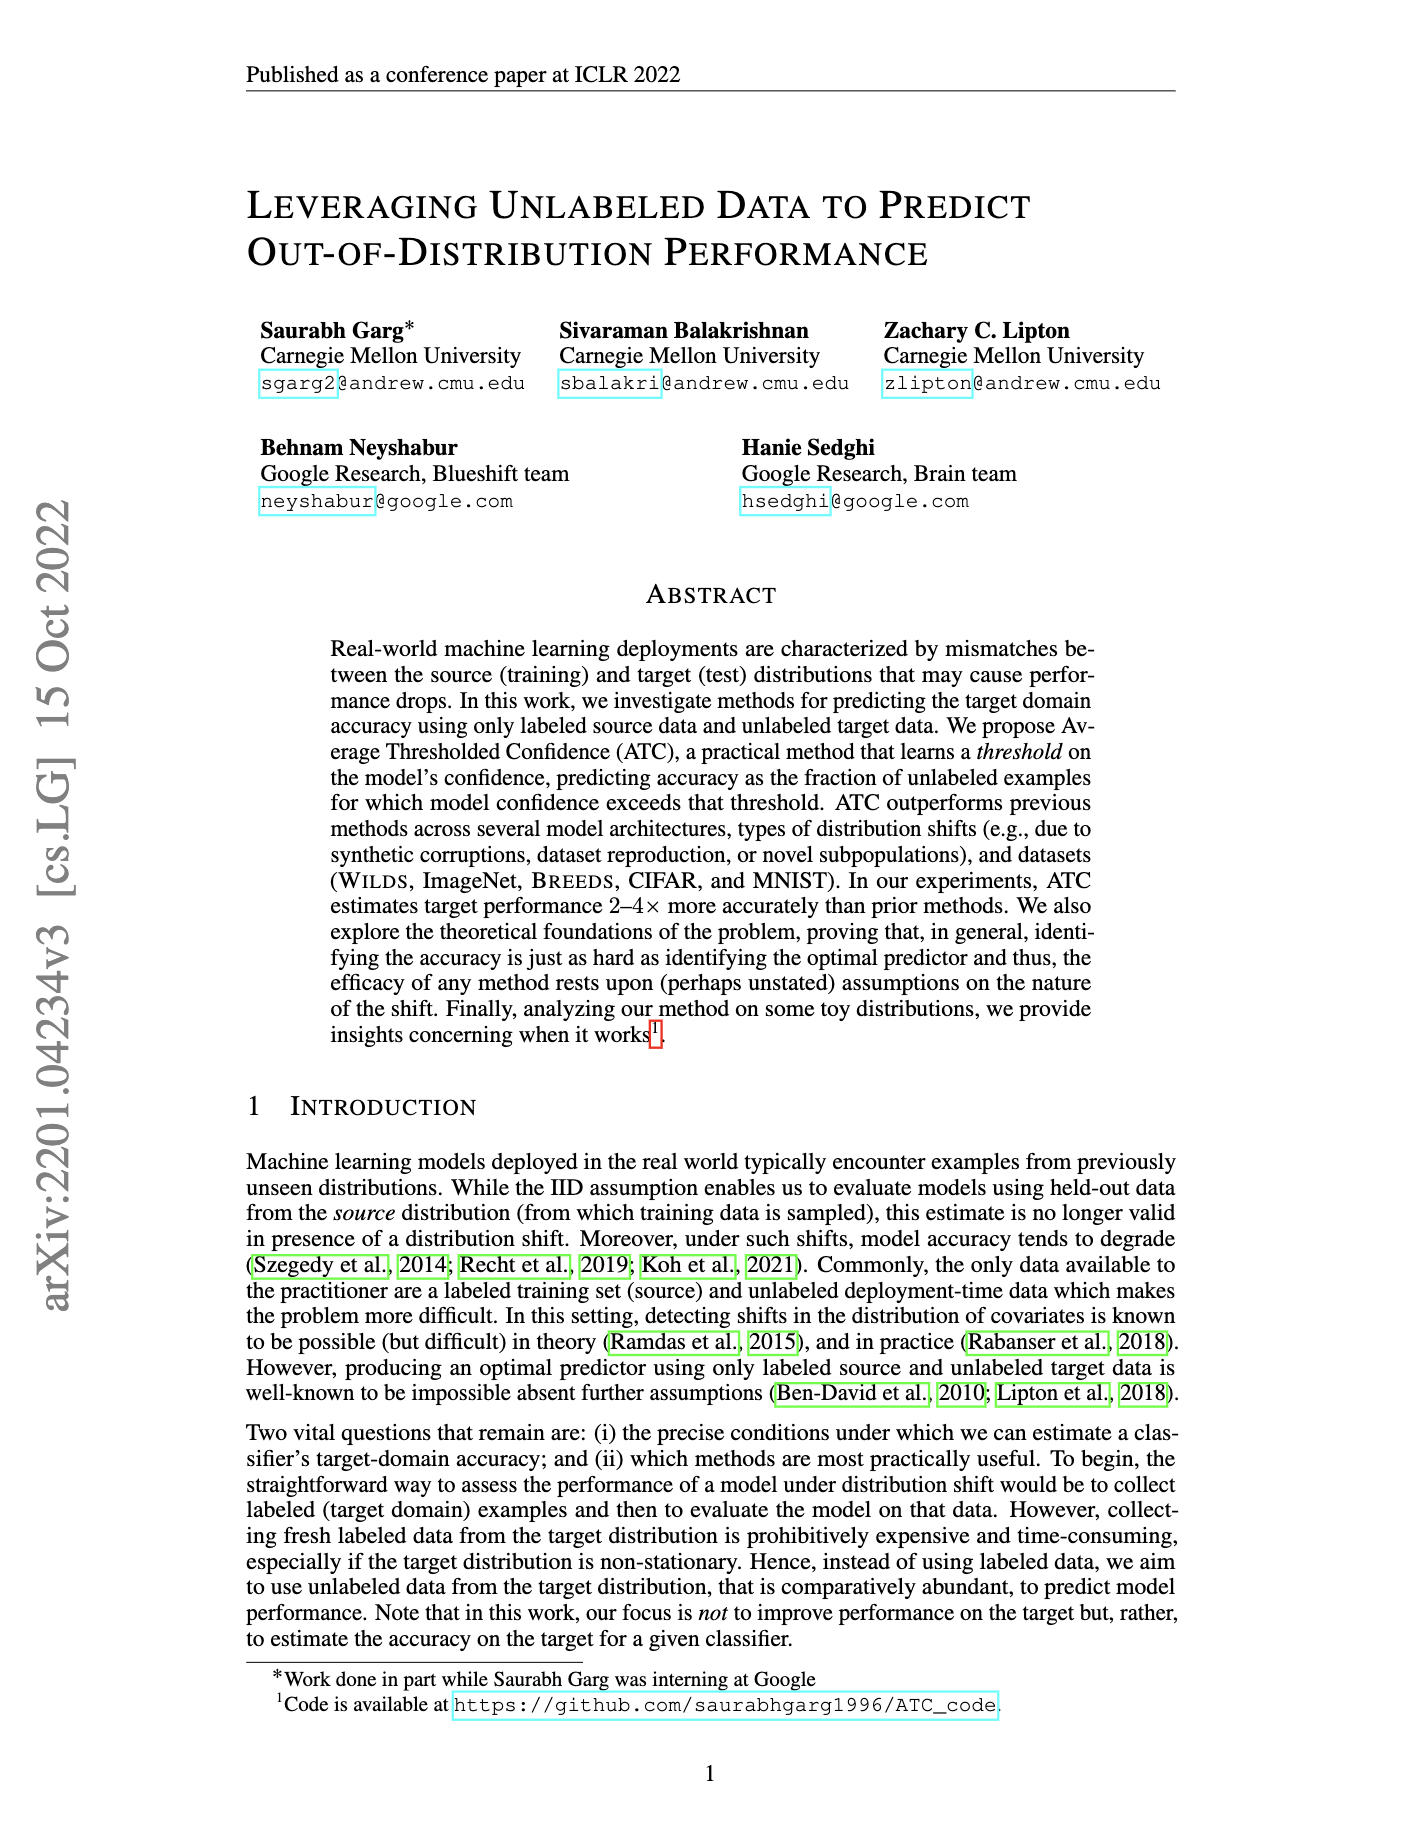 Published as a conference paper at ICLR 2022
LEVERAGING UNLABELED DATA TO PREDICT
OUT-OF-DISTRIBUTION PERFORMANCE
Saurabh Garg*
Carnegie Mellon University
sgarg2@andrew.cmu.edu
Sivaraman Balakrishnan
Carnegie Mellon University
sbalakri@andrew.cmu.edu
Zachary C. Lipton
Carnegie Mellon University
zlipton@andrew.cmu.edu
Behnam Neyshabur
Google Research, Blueshift team
neyshabur@google.com
Hanie Sedghi
Google Research, Brain team
hsedghi@google.com
ABSTRACT
Real-world machine learning deployments are characterized by mismatches be-
tween the source (training) and target (test) distributions that may cause perfor-
mance drops. In this work, we investigate methods for predicting the target domain
accuracy using only labeled source data and unlabeled target data. We propose Av-
erage Thresholded Confidence (ATC), a practical method that learns a threshold on
the model's confidence, predicting accuracy as the fraction of unlabeled examples
for which model confidence exceeds that threshold. ATC outperforms previous
methods across several model architectures, types of distribution shifts (e.g., due to
synthetic corruptions, dataset reproduction, or novel subpopulations), and datasets
(WILDS, ImageNet, BREEDS, CIFAR, and MNIST). In our experiments, ATC
estimates target performance 2–4× more accurately than prior methods. We also
explore the theoretical foundations of the problem, proving that, in general, identi-
fying the accuracy is just as hard as identifying the optimal predictor and thus, the
efficacy of any method rests upon (perhaps unstated) assumptions on the nature
of the shift. Finally, analyzing our method on some toy distributions, we provide
insights concerning when it works¹.
1 INTRODUCTION
Machine learning models deployed in the real world typically encounter examples from previously
unseen distributions. While the IID assumption enables us to evaluate models using held-out data
from the source distribution (from which training data is sampled), this estimate is no longer valid
in presence of a distribution shift. Moreover, under such shifts, model accuracy tends to degrade
(Szegedy et al., 2014; Recht et al., 2019; Koh et al., 2021). Commonly, the only data available to
the practitioner are a labeled training set (source) and unlabeled deployment-time data which makes
the problem more difficult. In this setting, detecting shifts in the distribution of covariates is known
to be possible (but difficult) in theory (Ramdas et al., 2015), and in practice (Rabanser et al., 2018).
However, producing an optimal predictor using only labeled source and unlabeled target data is
well-known to be impossible absent further assumptions (Ben-David et al., 2010; Lipton et al., 2018).
Two vital questions that remain are: (i) the precise conditions under which we can estimate a clas-
sifier's target-domain accuracy; and (ii) which methods are most practically useful. To begin, the
straightforward way to assess the performance of a model under distribution shift would be to collect
labeled (target domain) examples and then to evaluate the model on that data. However, collect-
ing fresh labeled data from the target distribution is prohibitively expensive and time-consuming,
especially if the target distribution is non-stationary. Hence, instead of using labeled data, we aim
to use unlabeled data from the target distribution, that is comparatively abundant, to predict model
performance. Note that in this work, our focus is not to improve performance on the target but, rather,
to estimate the accuracy on the target for a given classifier.
*Work done in part while Saurabh Garg was interning at Google
¹Code is available at https://github.com/saurabhgarg1996/ATC_code.
1
arXiv:2201.04234v3 [cs.LG] 15 Oct 2022